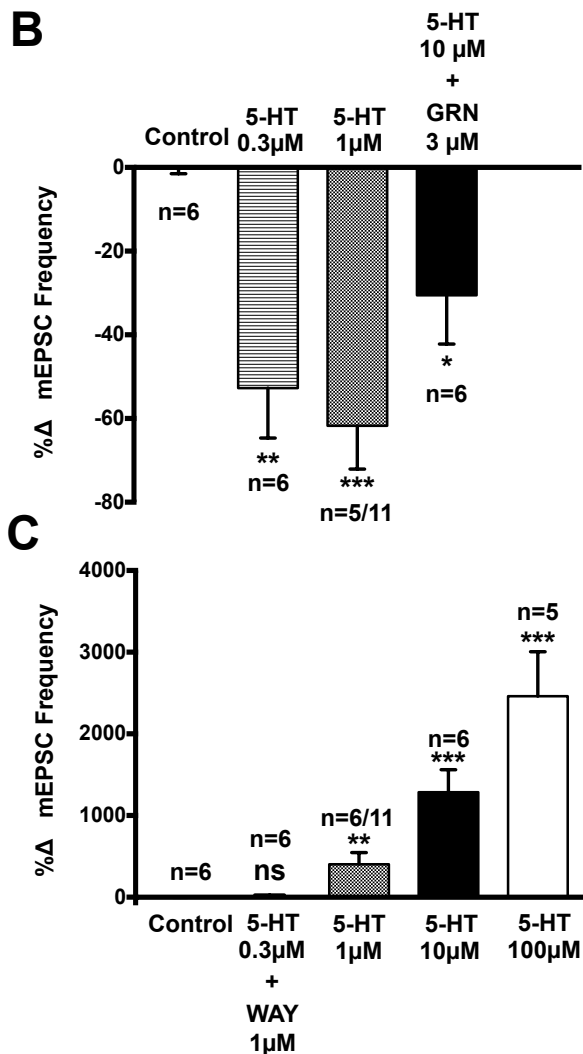 B
5-HT
10 µM
+
GRN
3 µM
5-HT
0.3µM
5-HT
1µM
Control
0
-20
-40
-60
-80
%Δ mEPSC Frequency
n=6
**
n=6
***
n=5/11
*
n=6
C
4000
3000
2000
1000
0
%Δ mEPSC Frequency
n=6
n=6
ns
n=6/11
**
n=6
***
n=5
***
Control
5-HT
0.3µM
+
WAY
1µM
5-HT
1µM
5-HT
10µM
5-HT
100µM